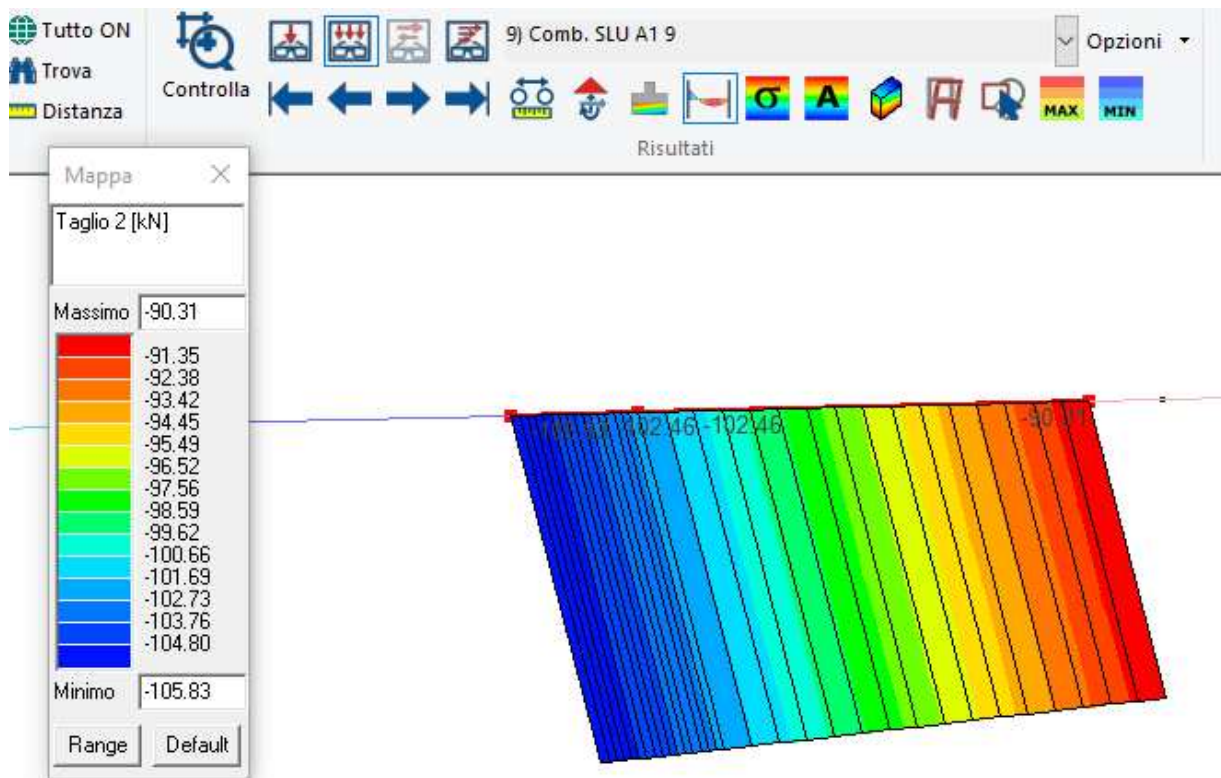 Tutto ON
Trova
Distanza
Controlla
9) Comb. SLU A1 9
Opzioni
σ
A
MAX
MIN
Risultati
Mappa
Taglio 2 [kN]
Massimo -90.31
-91.35
-92.38
-93.42
-94.45
-95.49
-96.52
-97.56
-98.59
-99.62
-100.66
-101.69
-102.73
-103.76
-104.80
Minimo -105.83
Range Default
-102.46 -90.31